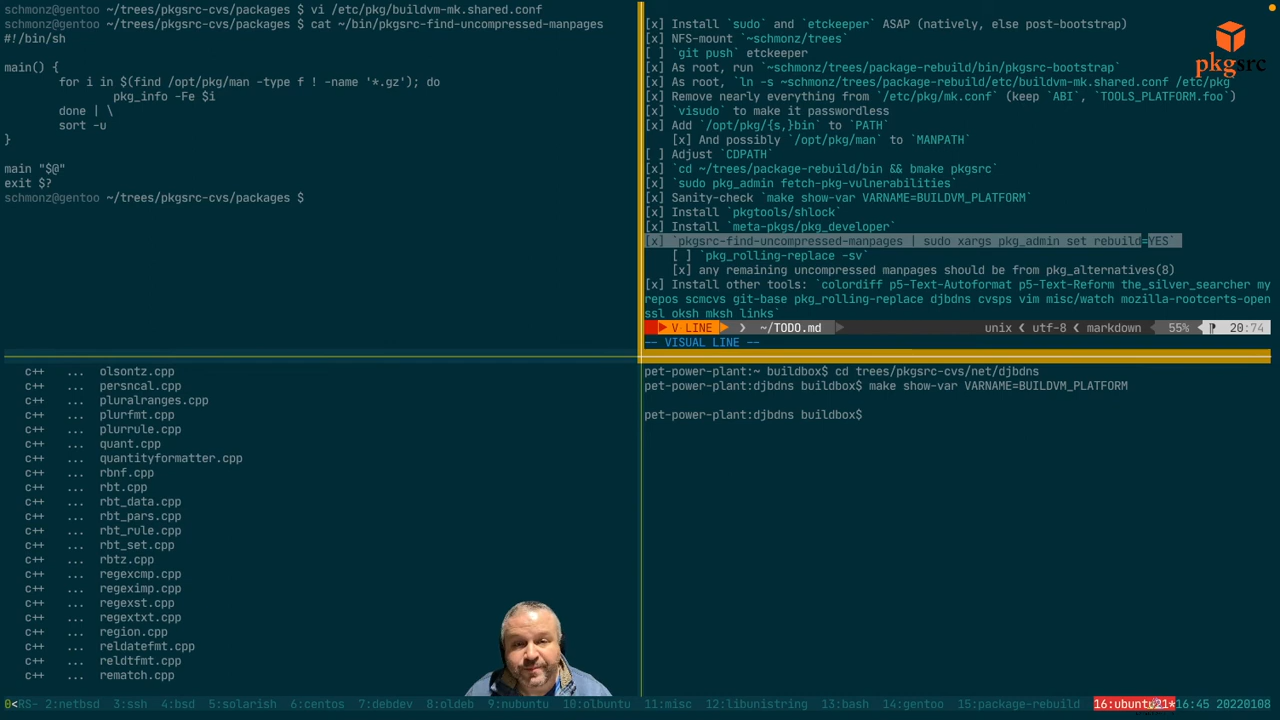 schmonz@gentoo ~/trees/pkgsrc-cvs/packages $ vi /etc/pkg/buildvm-mk.shared.conf
schmonz@gentoo ~/trees/pkgsrc-cvs/packages $ cat ~/bin/pkgsrc-find-uncompressed-manpages
#!/bin/sh
main() {
        for i in $(find /opt/pkg/man -type f ! -name '*.gz'); do
                pkg_info -Fe $i
        done | \
        sort -u
}
main "$@"
exit $?
schmonz@gentoo ~/trees/pkgsrc-cvs/packages $
[x] Install `sudo` and `etckeeper` ASAP (natively, else post-bootstrap)
[x] NFS-mount `~schmonz/trees`
[ ] `git push` etckeeper
[x] As root, run `~schmonz/trees/package-rebuild/bin/pkgsrc-bootstrap`
[x] As root, `ln -s ~schmonz/trees/package-rebuild/etc/buildvm-mk.shared.conf /etc/pkg
[x] Remove nearly everything from `/etc/pkg/mk.conf` (keep `ABI`, `TOOLS_PLATFORM.foo`)
[x] `visudo` to make it passwordless
[x] Add `/opt/pkg/{s,}bin` to `PATH`
    [x] And possibly `/opt/pkg/man` to `MANPATH`
[ ] Adjust `CDPATH`
[x] `cd ~/trees/package-rebuild/bin && bmake pkgsrc`
[x] `sudo pkg_admin fetch-pkg-vulnerabilities`
[x] Sanity-check `make show-var VARNAME=BUILDVM_PLATFORM`
[x] Install `pkgtools/shlock`
[x] Install `meta-pkgs/pkg_developer`
[x] `pkgsrc-find-uncompressed-manpages | sudo xargs pkg_admin set rebuild=YES`
    [ ] `pkg_rolling-replace -sv`
    [x] any remaining uncompressed manpages should be from pkg_alternatives(8)
[x] Install other tools: `colordiff p5-Text-Autoformat p5-Text-Reform the_silver_searcher my
repos scmcvs git-base pkg_rolling-replace djbdns cvsps vim misc/watch mozilla-rootcerts-open
ssl oksh mksh links`
V LINE ❯ ~/TODO.md unix ❮ utf-8 ❮ markdown 55% 20:74
-- VISUAL LINE --
pkgsrc
c++ ... olsontz.cpp
c++ ... persncal.cpp
c++ ... pluralranges.cpp
c++ ... plurfmt.cpp
c++ ... plurrule.cpp
c++ ... quant.cpp
c++ ... quantityformatter.cpp
c++ ... rbnf.cpp
c++ ... rbt.cpp
c++ ... rbt_data.cpp
c++ ... rbt_pars.cpp
c++ ... rbt_rule.cpp
c++ ... rbt_set.cpp
c++ ... rbtz.cpp
c++ ... regexcmp.cpp
c++ ... regeximp.cpp
c++ ... regexst.cpp
c++ ... regextxt.cpp
c++ ... region.cpp
c++ ... reldatefmt.cpp
c++ ... reldtfmt.cpp
c++ ... rematch.cpp
pet-power-plant:~ buildbox$ cd trees/pkgsrc-cvs/net/djbdns
pet-power-plant:djbdns buildbox$ make show-var VARNAME=BUILDVM_PLATFORM
pet-power-plant:djbdns buildbox$
0<RS- 2:netbsd 3:ssh 4:bsd 5:solarish 6:centos 7:debdev 8:oldeb 9:nubuntu 10:olbuntu 11:misc 12:darwinish 13:bash 14:gentoo 15:package-rebuild 16:ubuntu21* 16:45 20220108